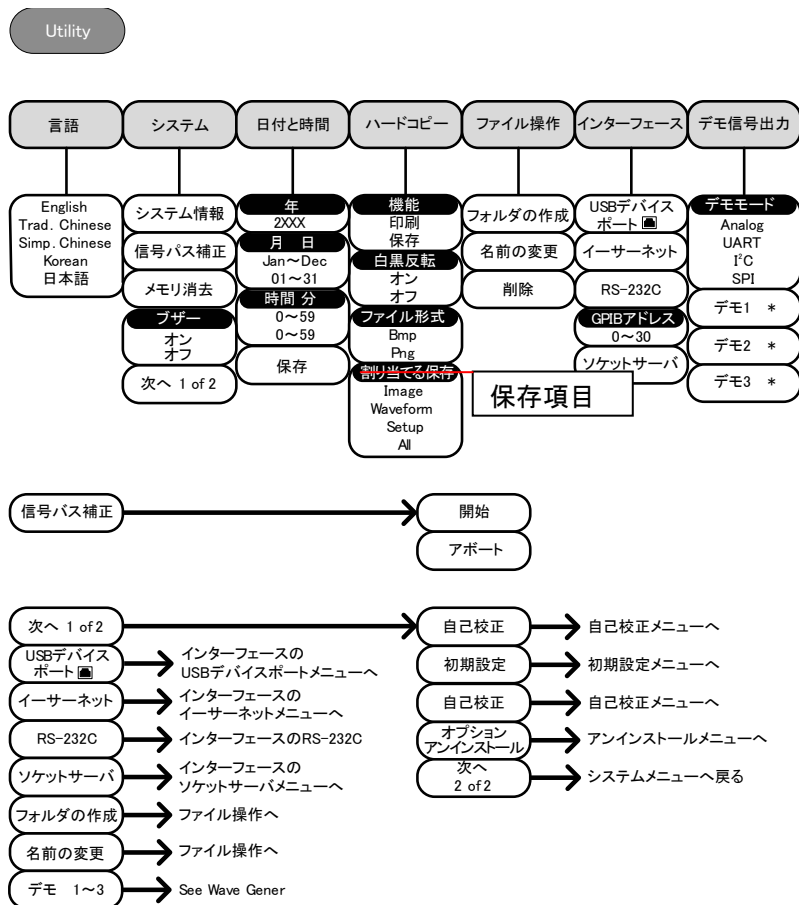 Utility
言語
システム
日付と時間
ハードコピー
ファイル操作
インターフェース
デモ信号出力
English
Trad. Chinese
Simp. Chinese
Korean
日本語
システム情報
信号パス補正
メモリ消去
ブザー
オン
オフ
次へ 1 of 2
年
2XXX
月 日
Jan～Dec
01～31
時間 分
0～59
0～59
保存
機能
印刷
保存
白黒反転
オン
オフ
ファイル形式
Bmp
Png
割り当てる保存
Image
Waveform
Setup
All
保存項目
フォルダの作成
名前の変更
削除
USBデバイス
ポート
イーサーネット
RS-232C
GPIBアドレス
0～30
ソケットサーバ
デモモード
Analog
UART
I²C
SPI
デモ1 *
デモ2 *
デモ3 *
信号パス補正
開始
アボート
次へ 1 of 2
USBデバイス
ポート
インターフェースの
USBデバイスポートメニューへ
イーサーネット
インターフェースの
イーサーネットメニューへ
RS-232C
インターフェースのRS-232C
ソケットサーバ
インターフェースの
ソケットサーバメニューへ
フォルダの作成
ファイル操作へ
名前の変更
ファイル操作へ
デモ 1～3
See Wave Gener
自己校正
自己校正メニューへ
初期設定
初期設定メニューへ
自己校正
自己校正メニューへ
オプション
アンインストール
アンインストールメニューへ
次へ
2 of 2
システムメニューへ戻る